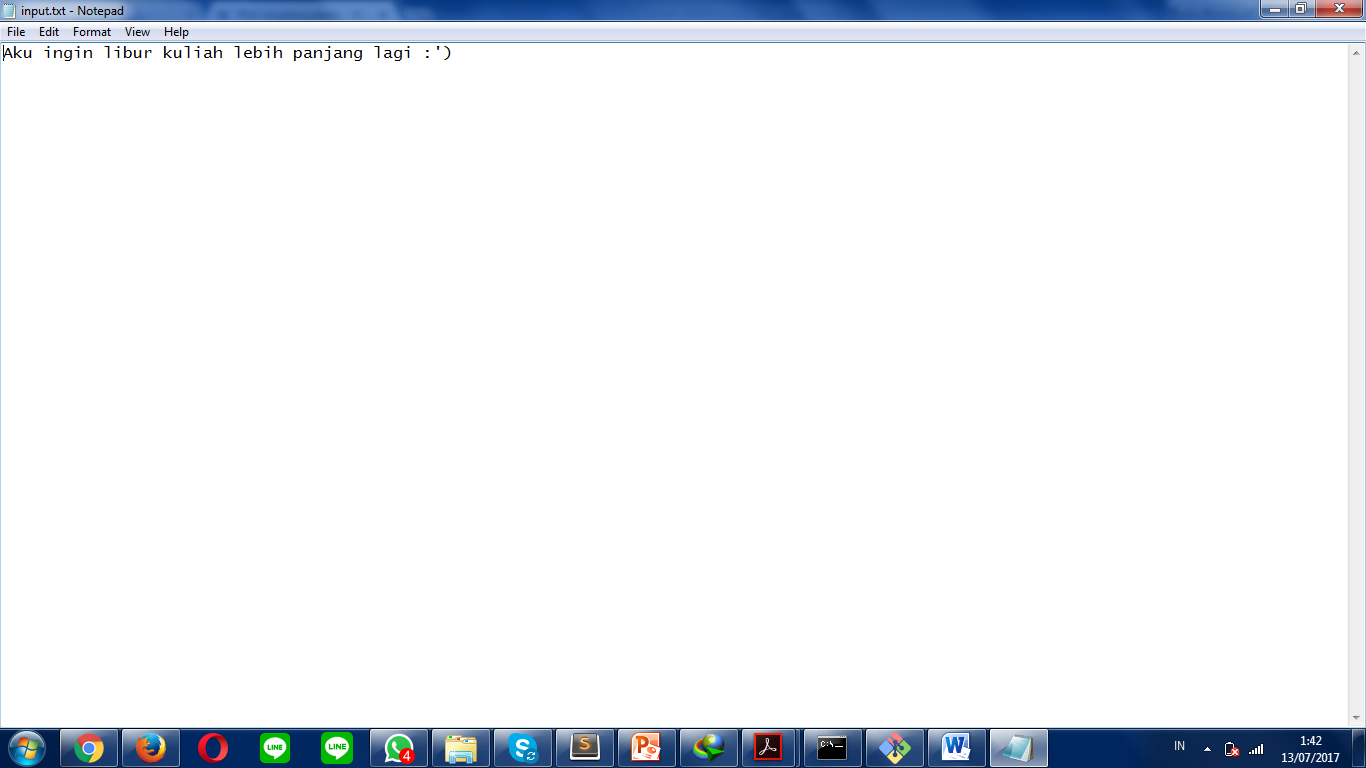 input.txt - Notepad
File Edit Format View Help
Aku ingin libur kuliah lebih panjang lagi :')
LINE LINE 4 S C:\ W
IN 1:42
13/07/2017